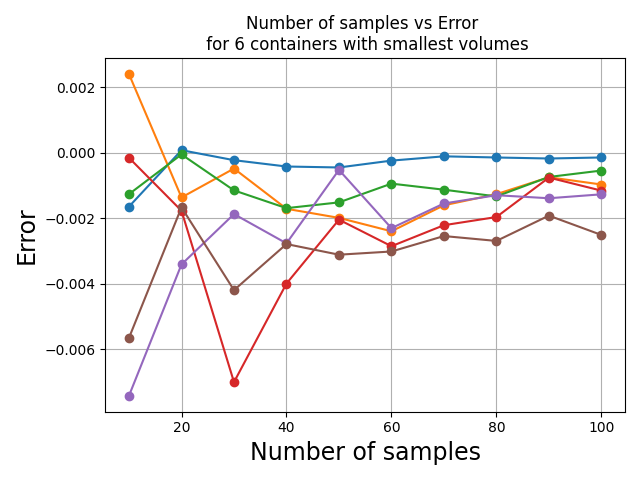 Number of samples vs Error
for 6 containers with smallest volumes
0.002
0.000
−0.002
−0.004
−0.006
Error
20 40 60 80 100
Number of samples